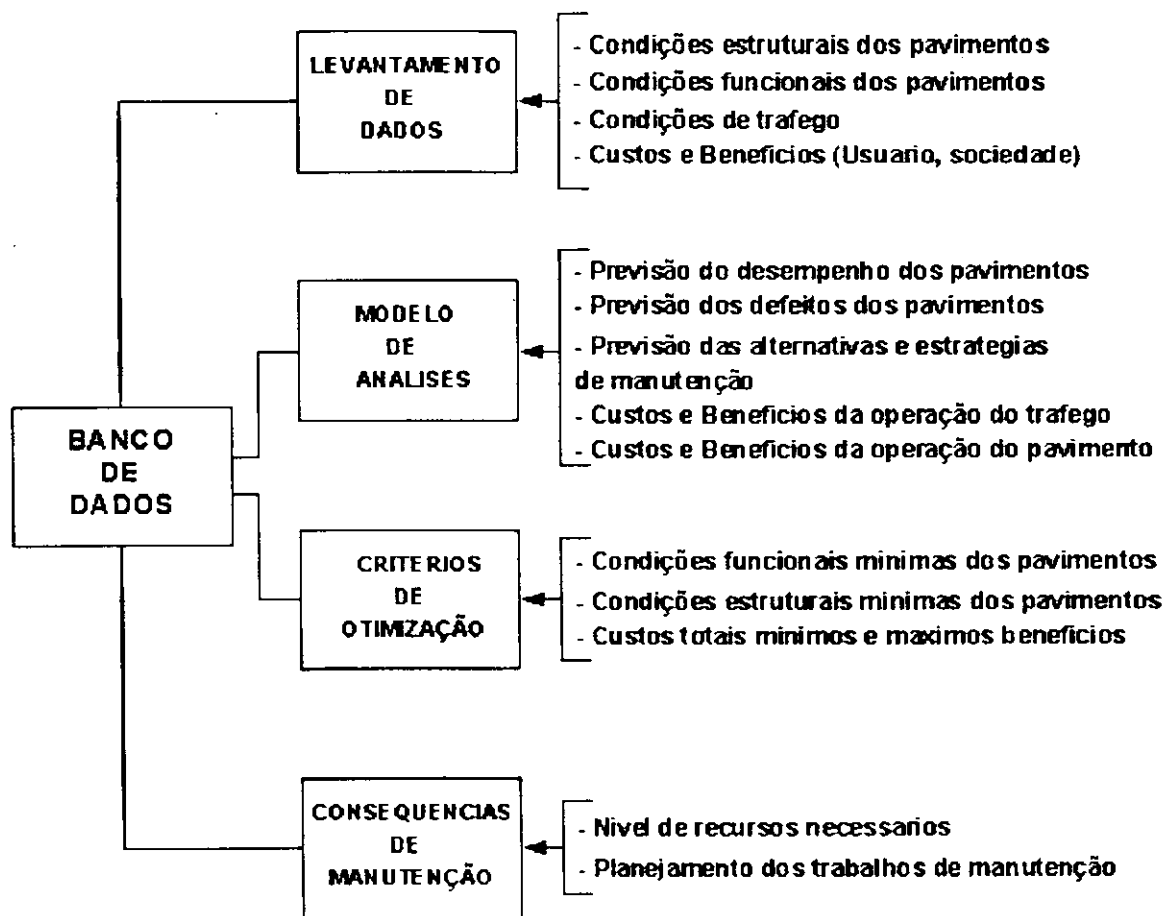 LEVANTAMENTO
DE
DADOS
- Condições estruturais dos pavimentos
- Condições funcionais dos pavimentos
- Condições de trafego
- Custos e Beneficios (Usuario, sociedade)
MODELO
DE
ANALISES
- Previsão do desempenho dos pavimentos
- Previsão dos defeitos dos pavimentos
- Previsão das alternativas e estrategias
de manutenção
- Custos e Beneficios da operação do trafego
- Custos e Beneficios da operação do pavimento
BANCO
DE
DADOS
CRITERIOS
DE
OTIMIZAÇÃO
- Condições funcionais minimas dos pavimentos
- Condições estruturais minimas dos pavimentos
- Custos totais minimos e maximos beneficios
CONSEQUENCIAS
DE
MANUTENÇÃO
- Nivel de recursos necessarios
- Planejamento dos trabalhos de manutenção